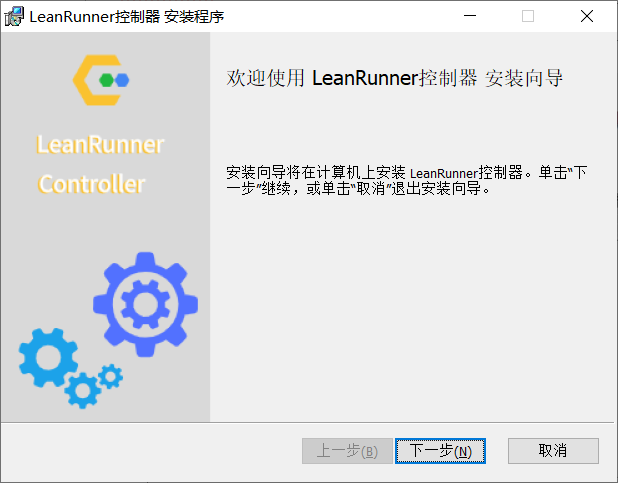 LeanRunner控制器 安装程序
LeanRunner
Controller
欢迎使用 LeanRunner控制器 安装向导
安装向导将在计算机上安装 LeanRunner控制器。单击“下
一步”继续，或单击“取消”退出安装向导。
上一步(B)
下一步(N)
取消